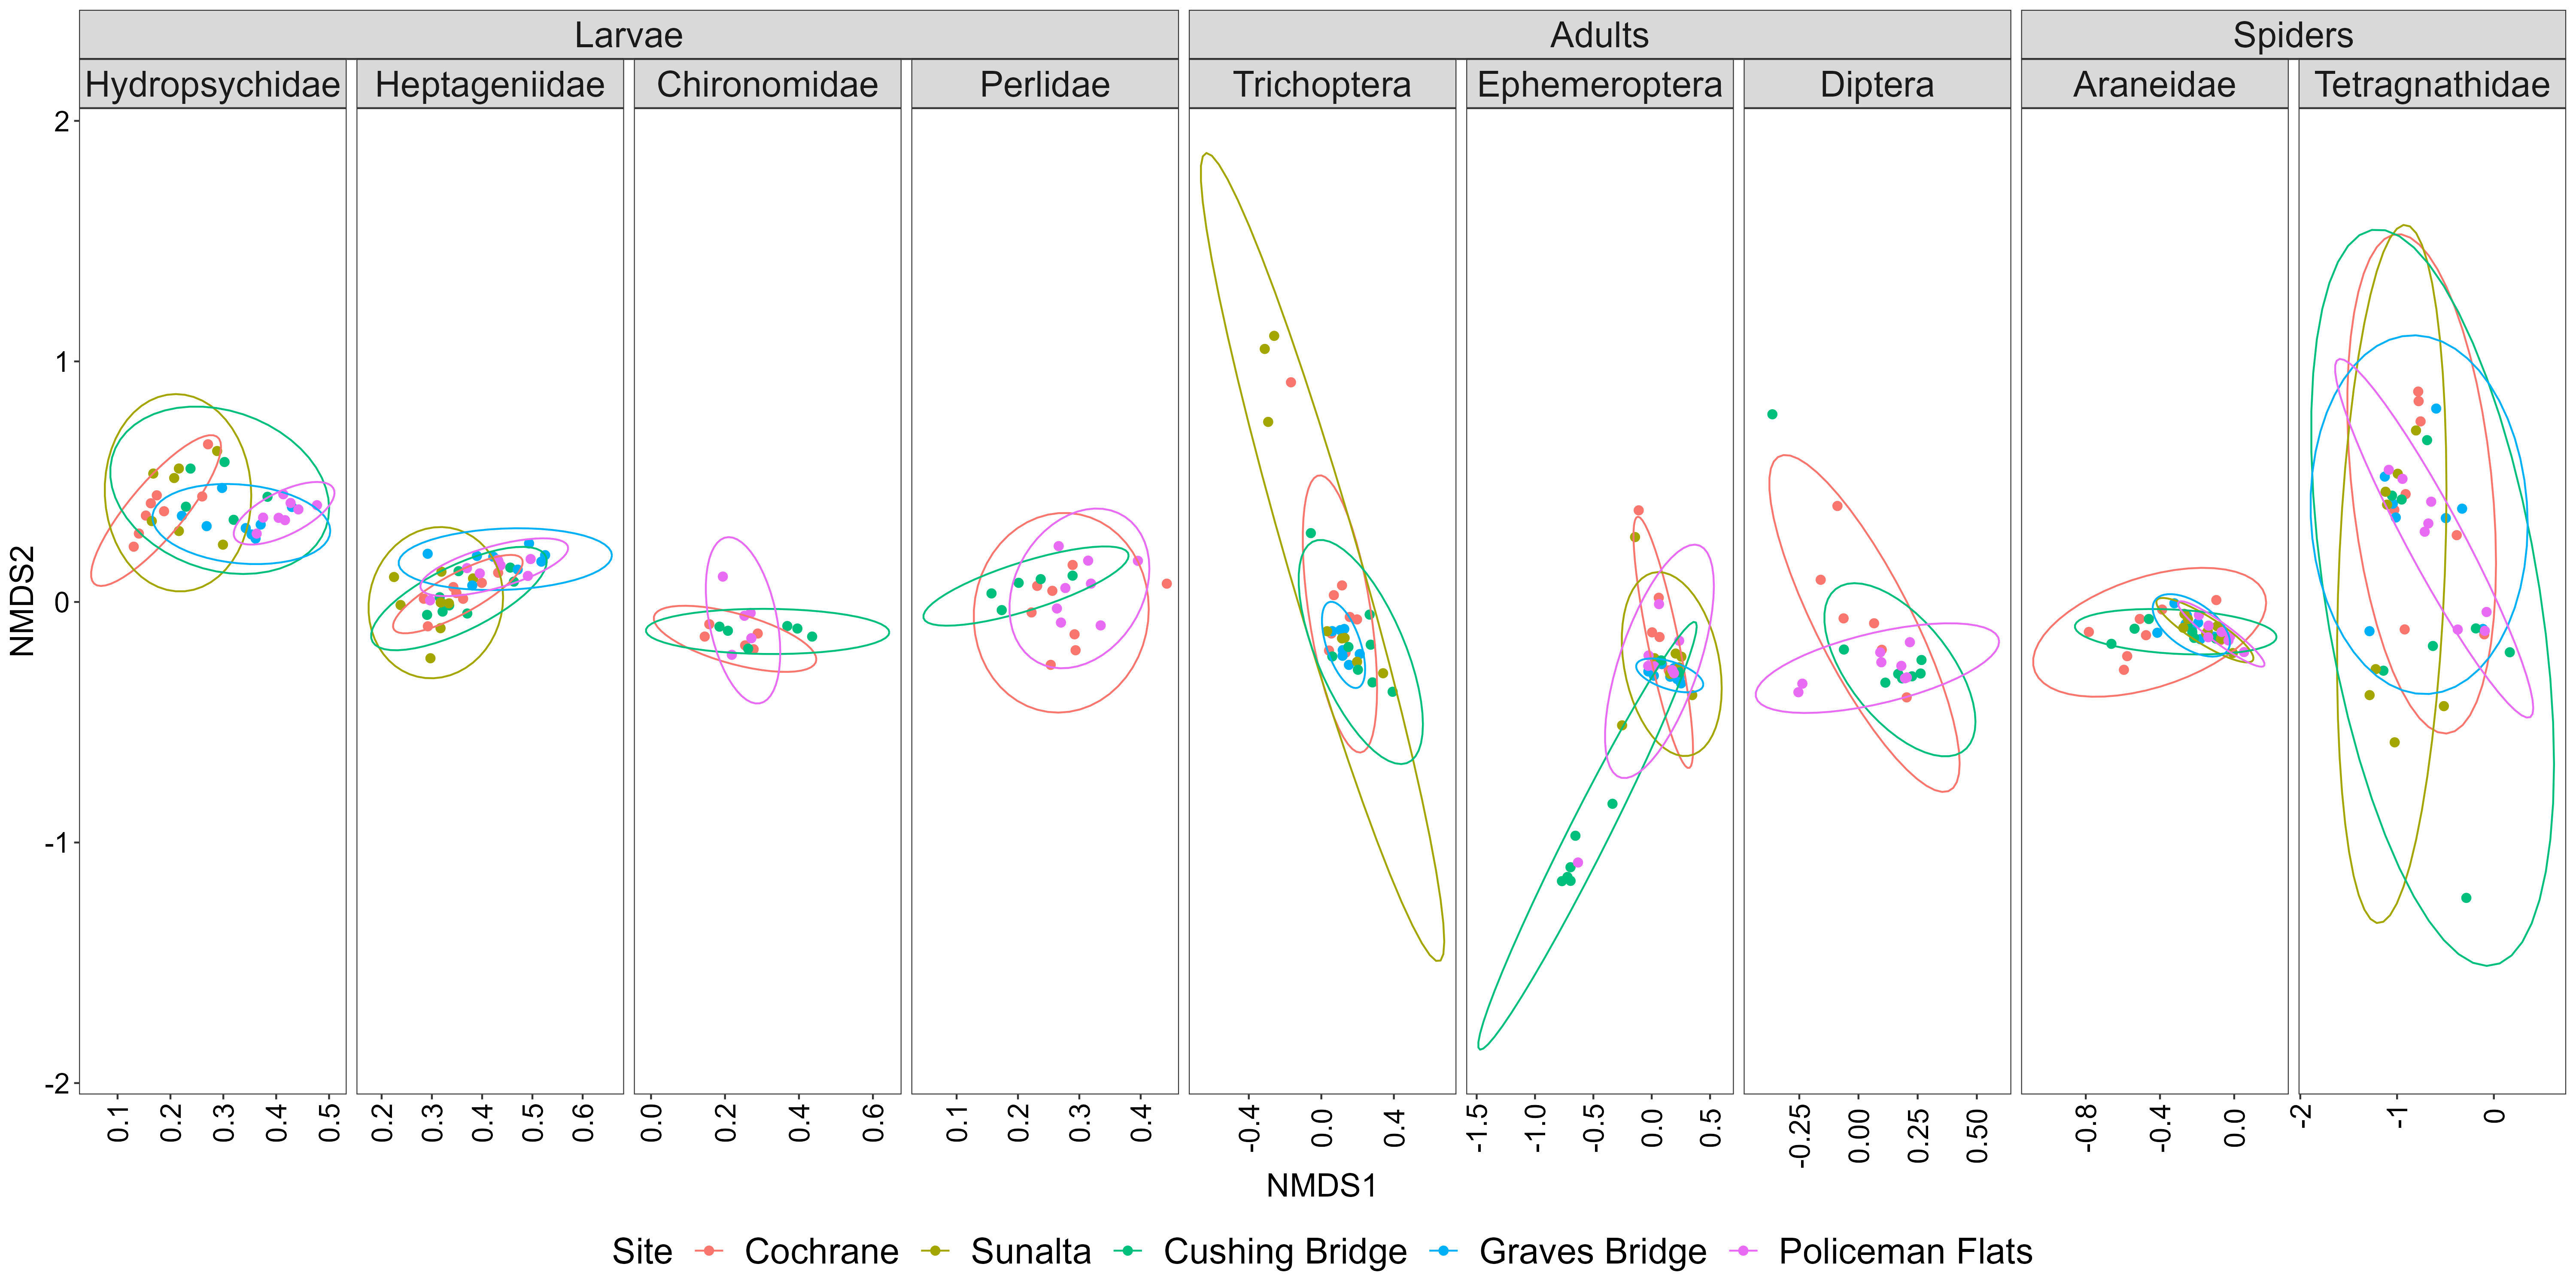 Larvae Adults Spiders
Hydropsychidae Heptageniidae Chironomidae Perlidae Trichoptera Ephemeroptera Diptera Araneidae Tetragnathidae
NMDS2
2
1
0
-1
-2
0.1 0.2 0.3 0.4 0.5 0.2 0.3 0.4 0.5 0.6 0.0 0.2 0.4 0.6 0.1 0.2 0.3 0.4 -0.4 0.0 0.4 -1.5 -1.0 -0.5 0.0 0.5 -0.25 0.00 0.25 0.50 -0.8 -0.4 0.0 -2 -1 0
NMDS1
Site Cochrane Sunalta Cushing Bridge Graves Bridge Policeman Flats